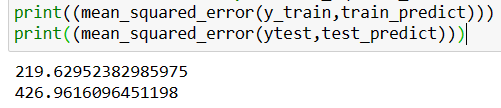 print((mean_squared_error(y_train,train_predict)))
print((mean_squared_error(ytest,test_predict)))
219.62952382985975
426.9616096451198